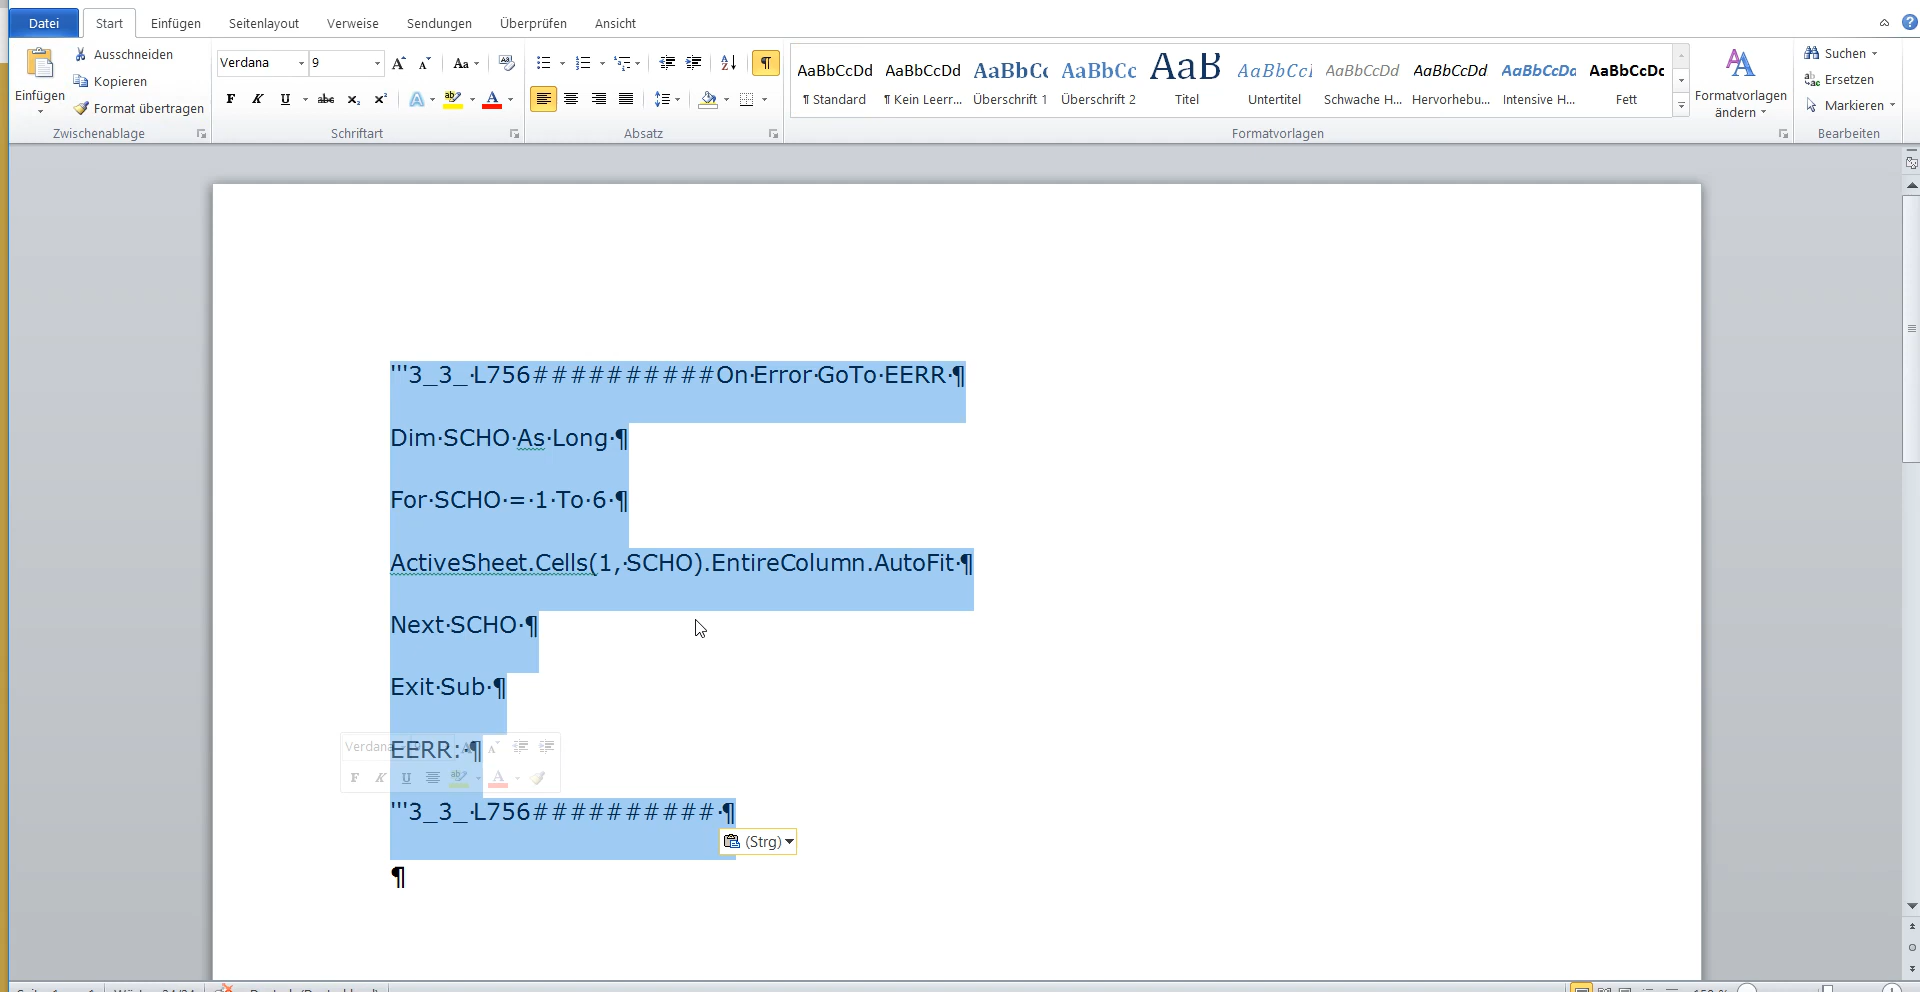 Datei Start Einfügen Seitenlayout Verweise Sendungen Überprüfen Ansicht
Ausschneiden
Kopieren
Format übertragen
Einfügen
Zwischenablage
Verdana 9
Schriftart
Absatz
AaBbCcDd AaBbCcDd AaBbCc AaBbCc AaB AaBbCcI AaBbCcDd AaBbCcDd AaBbCcDd AaBbCcDc
¶ Standard ¶ Kein Leerr... Überschrift 1 Überschrift 2 Titel Untertitel Schwache H... Hervorhebu... Intensive H... Fett
Formatvorlagen
Formatvorlagen
ändern
Suchen
Ersetzen
Markieren
Bearbeiten
'''3_3_·L756##########On·Error·GoTo·EERR·¶
Dim·SCHO·As·Long·¶
For·SCHO·=·1·To·6·¶
ActiveSheet.Cells(1,·SCHO).EntireColumn.AutoFit·¶
Next·SCHO·¶
Exit·Sub·¶
EERR:·¶
Verdana
'''3_3_·L756##########·¶
(Strg)
¶